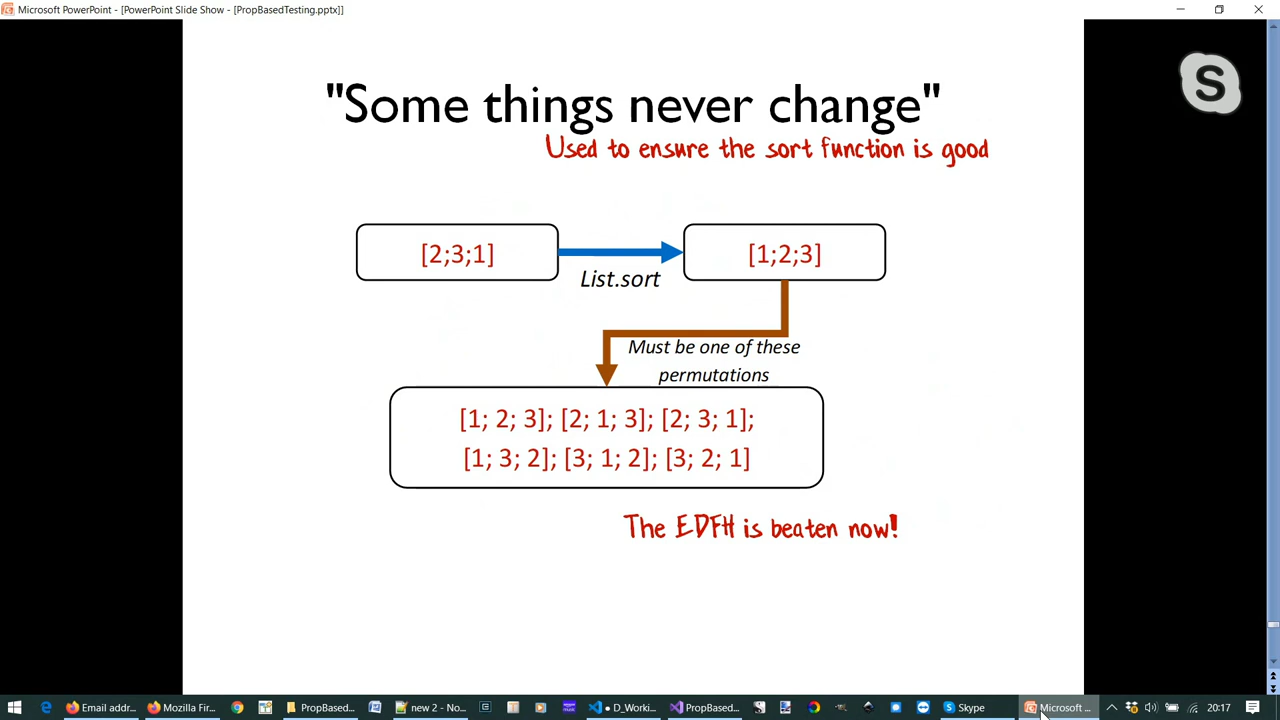 Microsoft PowerPoint - [PowerPoint Slide Show - [PropBasedTesting.pptx]]
"Some things never change"
Used to ensure the sort function is good
[2;3;1]
List.sort
[1;2;3]
Must be one of these
permutations
[1; 2; 3]; [2; 1; 3]; [2; 3; 1];
[1; 3; 2]; [3; 1; 2]; [3; 2; 1]
The EDFH is beaten now!
Email addr...
Mozilla Fir...
PropBased...
new 2 - No...
● D_Worki...
PropBased...
Skype
Microsoft ...
20:17